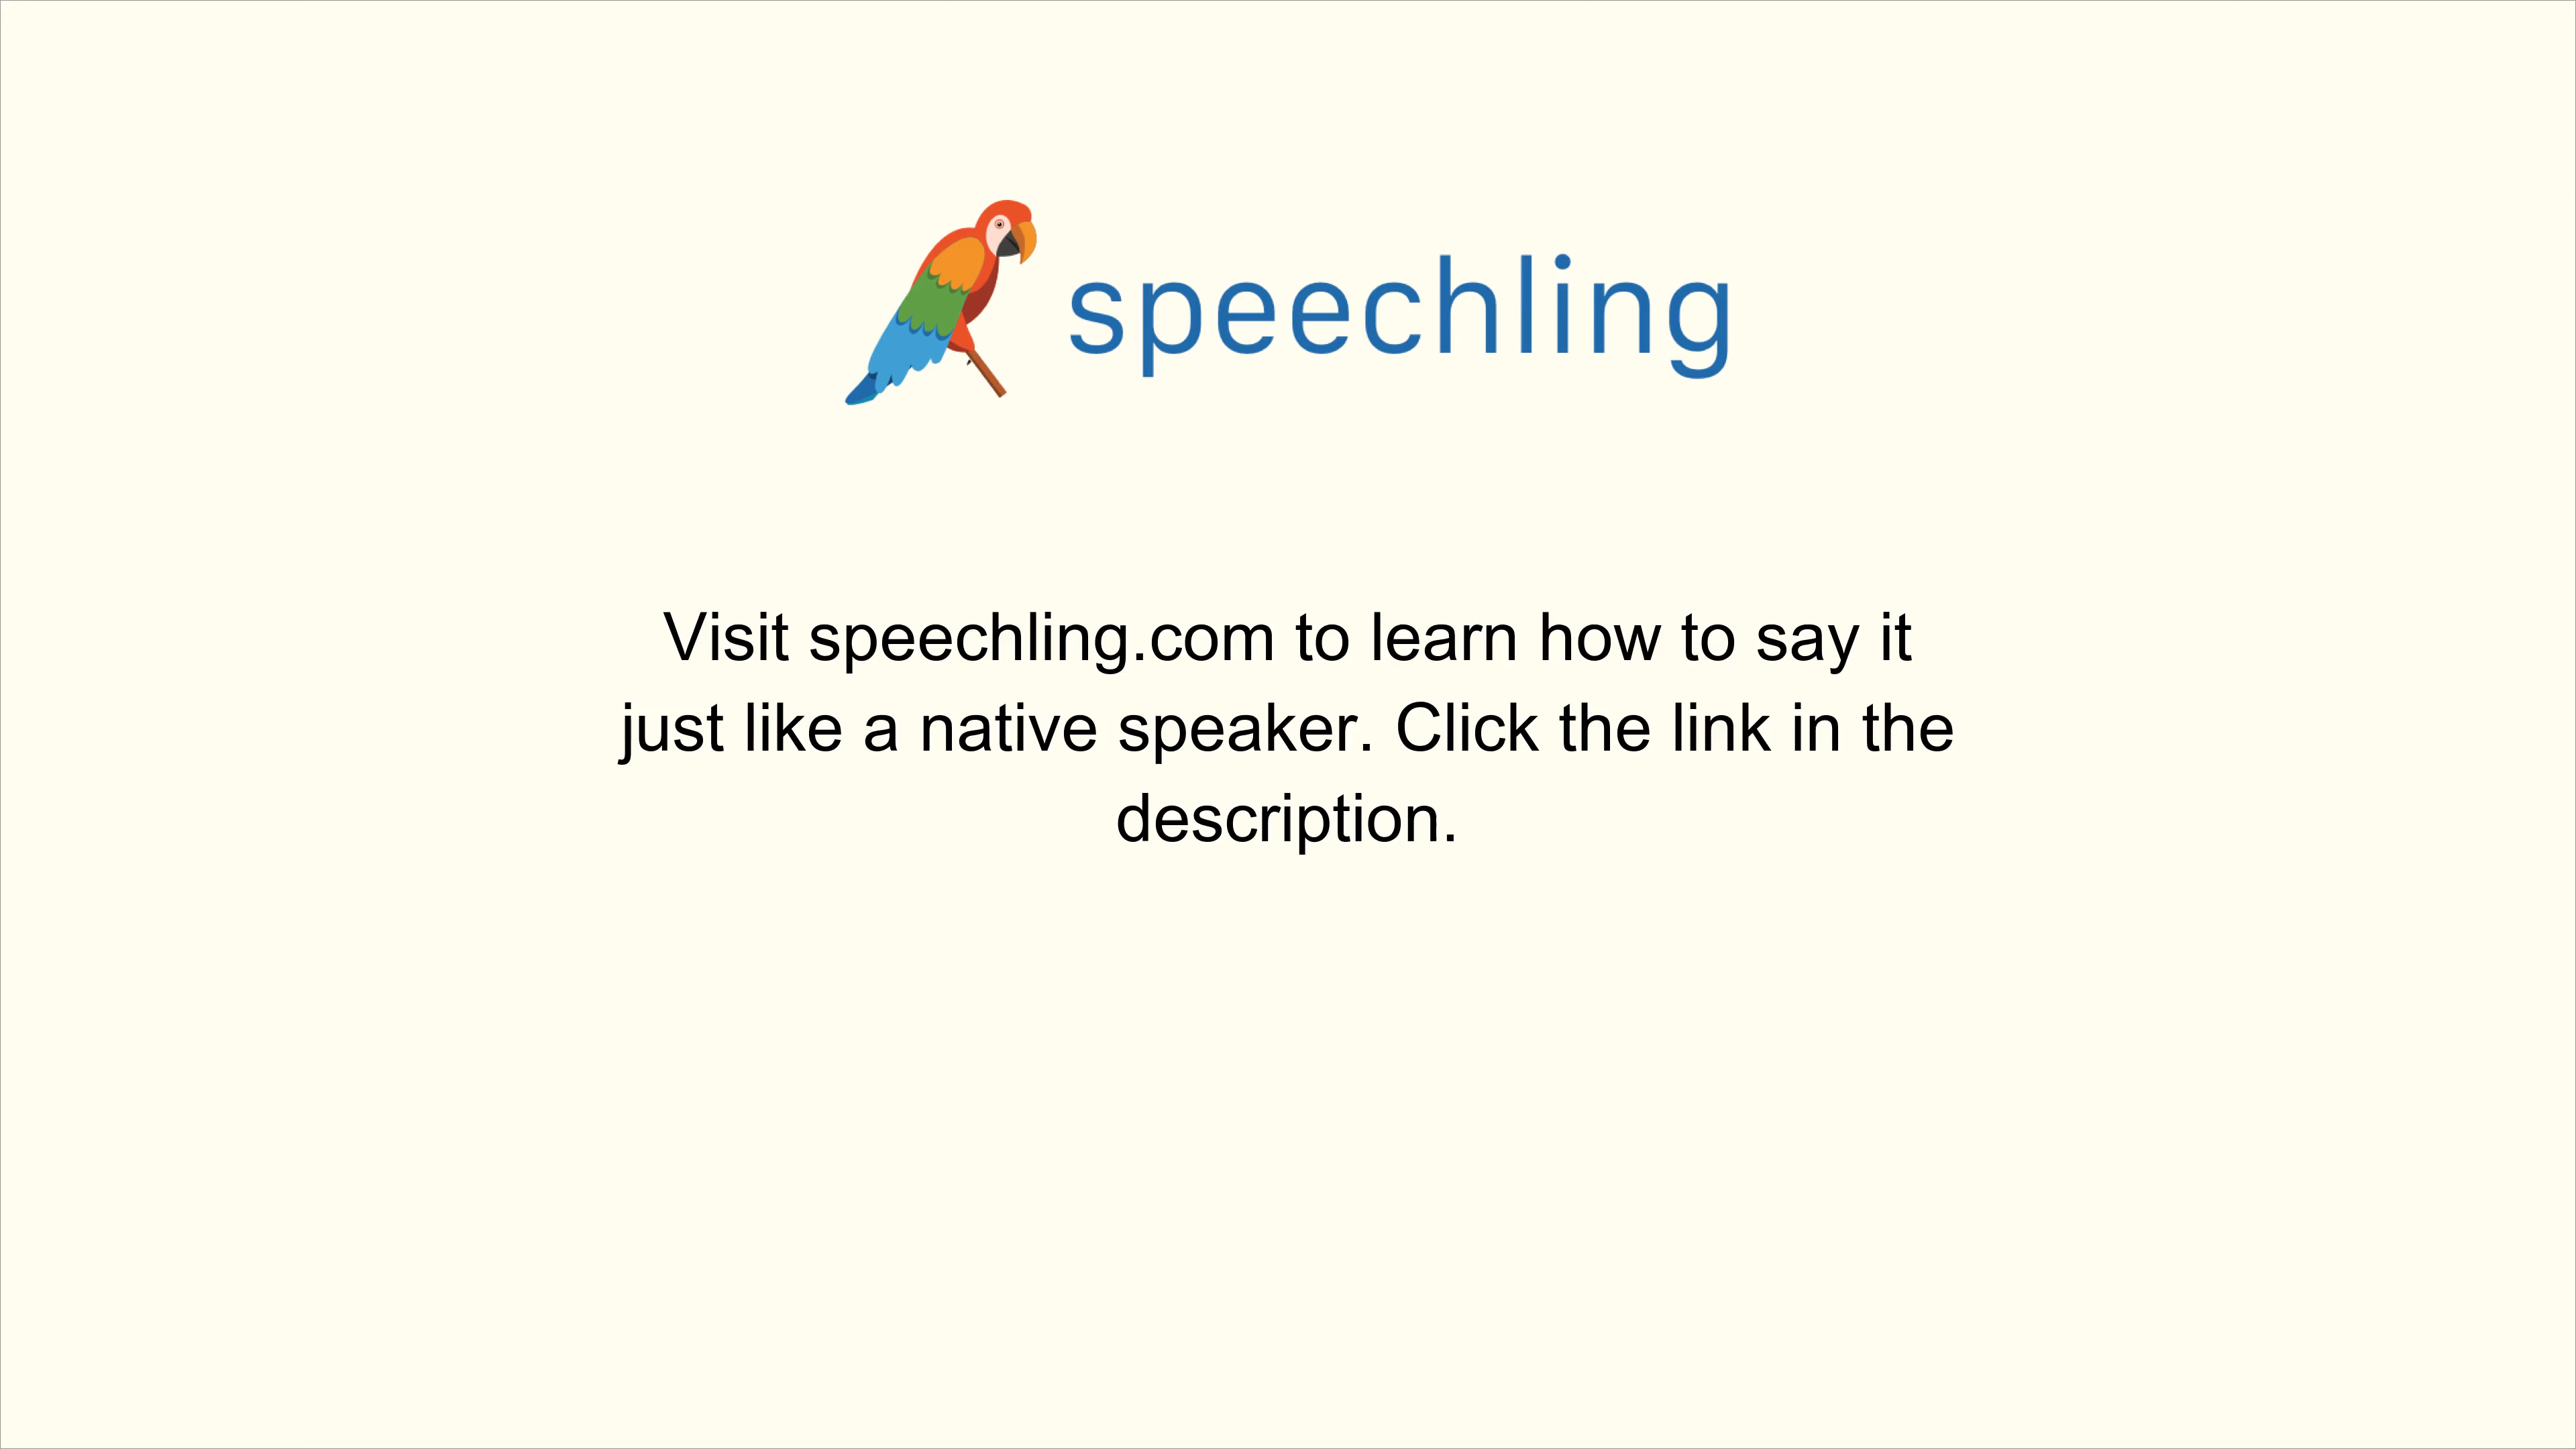 speechling
Visit speechling.com to learn how to say it
just like a native speaker. Click the link in the
description.